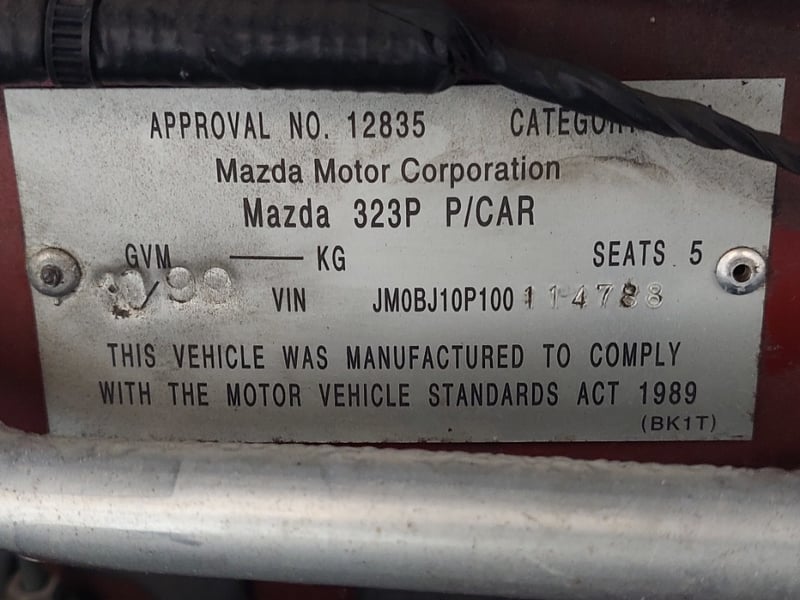 APPROVAL NO. 12835 CATEGORY
Mazda Motor Corporation
Mazda 323P P/CAR
GVM ——— KG SEATS 5
VIN JM0BJ10P100114788
THIS VEHICLE WAS MANUFACTURED TO COMPLY
WITH THE MOTOR VEHICLE STANDARDS ACT 1989
(BK1T)